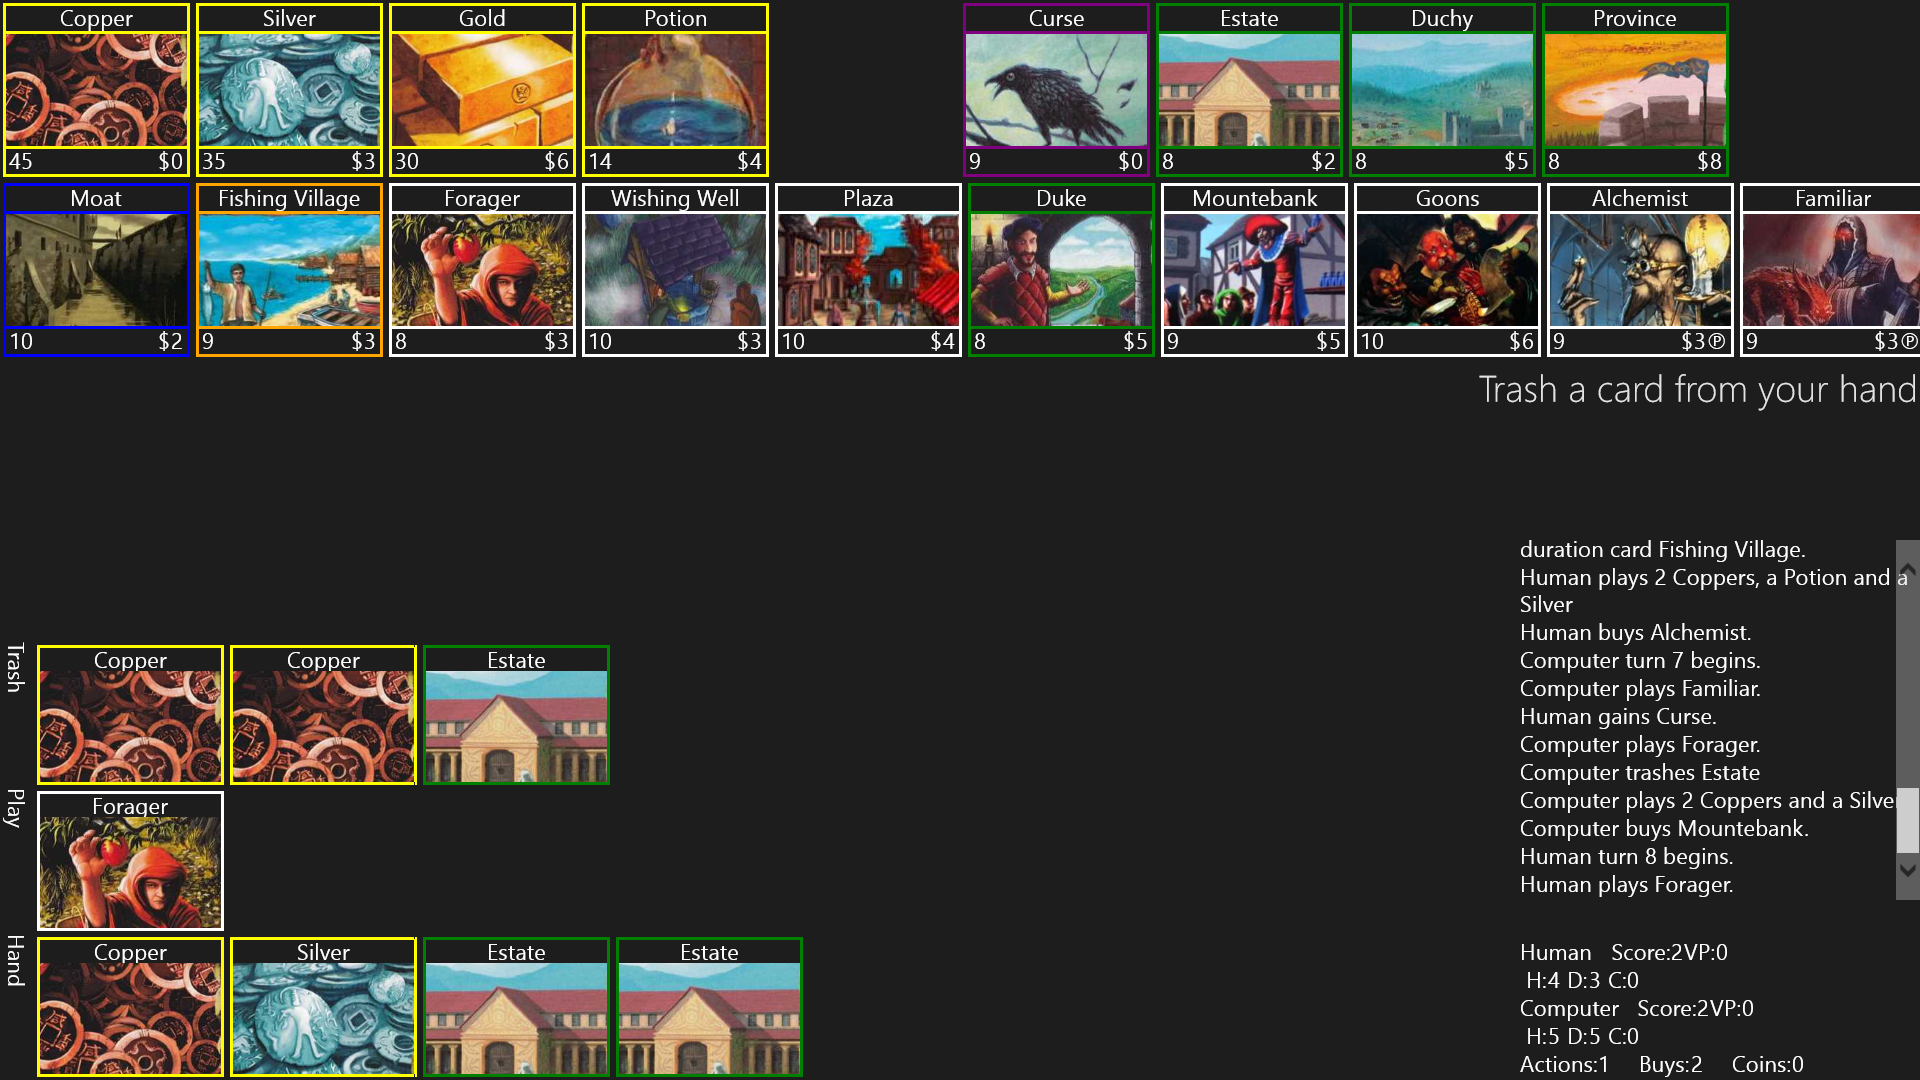 Copper Silver Gold Potion Curse Estate Duchy Province
45 $0 35 $3 30 $6 14 $4 9 $0 8 $2 8 $5 8 $8
Moat Fishing Village Forager Wishing Well Plaza Duke Mountebank Goons Alchemist Familiar
10 $2 9 $3 8 $3 10 $3 10 $4 8 $5 9 $5 10 $6 9 $3Ⓟ 9 $3Ⓟ
Trash a card from your hand
duration card Fishing Village.
Human plays 2 Coppers, a Potion and a
Silver
Human buys Alchemist.
Computer turn 7 begins.
Computer plays Familiar.
Human gains Curse.
Computer plays Forager.
Computer trashes Estate
Computer plays 2 Coppers and a Silver
Computer buys Mountebank.
Human turn 8 begins.
Human plays Forager.
Trash
Copper Copper Estate
Play
Forager
Hand
Copper Silver Estate Estate
Human Score:2VP:0
H:4 D:3 C:0
Computer Score:2VP:0
H:5 D:5 C:0
Actions:1 Buys:2 Coins:0